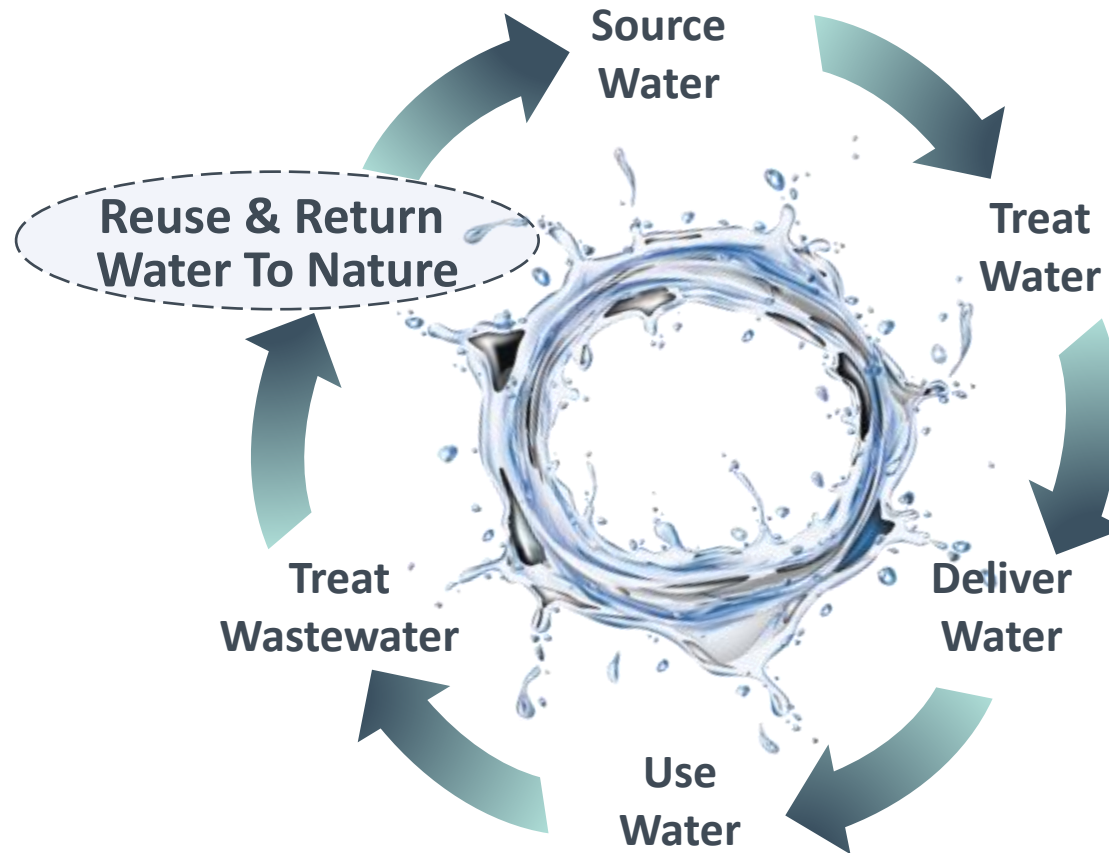 Source
Water
Treat
Water
Deliver
Water
Use
Water
Treat
Wastewater
Reuse & Return
Water To Nature